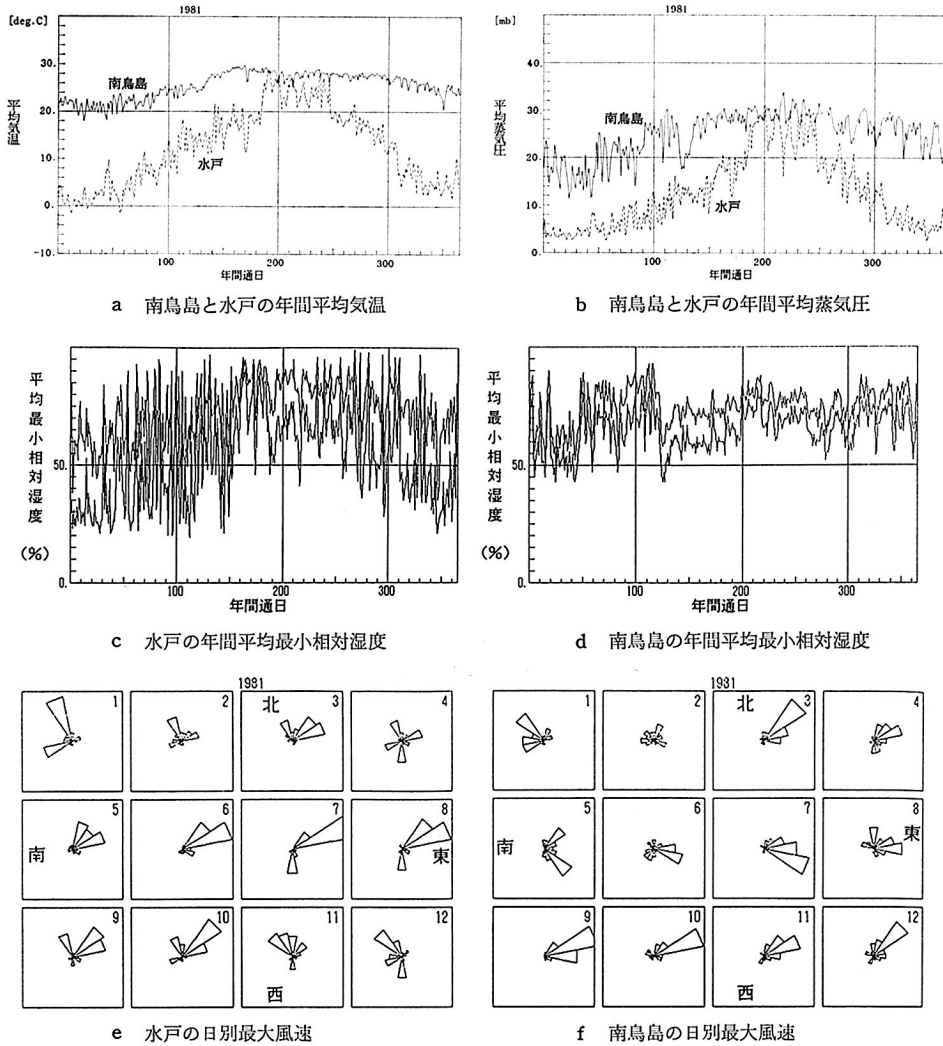 1981
[deg.C]
30.
20.
10.
0.
-10.
平均気温
南鳥島
水戸
100
200
300
年間通日
a 南鳥島と水戸の年間平均気温
1981
[mb]
40.
30.
20.
10.
0.
平均蒸気圧
南鳥島
水戸
100
200
300
年間通日
b 南鳥島と水戸の年間平均蒸気圧
平均最小相対湿度
(%)
50.
0.
100
200
300
年間通日
c 水戸の年間平均最小相対湿度
平均最小相対湿度
(%)
50.
0.
100
200
300
年間通日
d 南鳥島の年間平均最小相対湿度
1981
北
1
2
3
4
南
東
5
6
7
8
9
10
11
12
西
e 水戸の日別最大風速
1931
北
1
2
3
4
南
東
5
6
7
8
9
10
11
12
西
f 南鳥島の日別最大風速